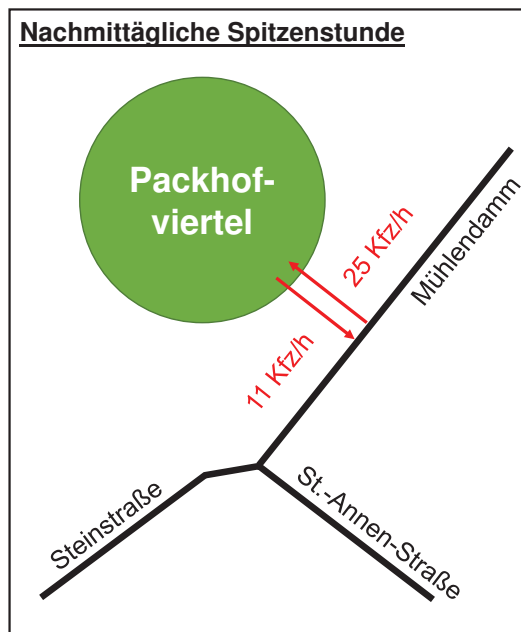 Nachmittägliche Spitzenstunde
Packhof-
viertel
25 Kfz/h
11 Kfz/h
Mühlendamm
Steinstraße
St.-Annen-Straße